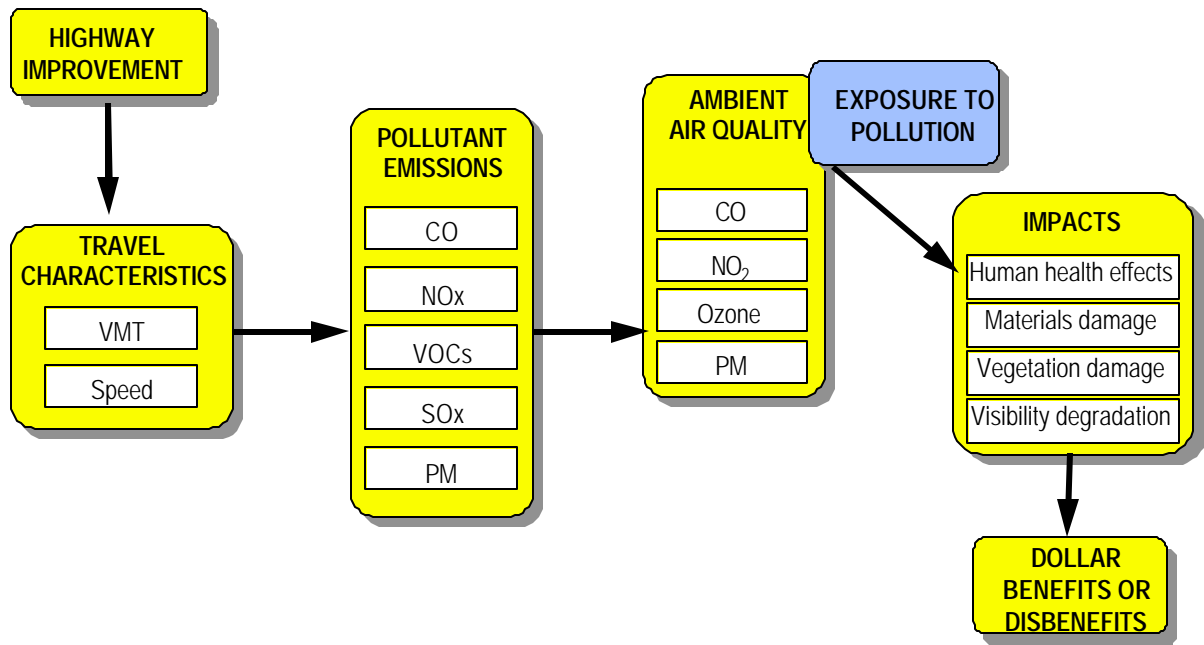 HIGHWAY
IMPROVEMENT
TRAVEL
CHARACTERISTICS
VMT
Speed
POLLUTANT
EMISSIONS
CO
NOx
VOCs
SOx
PM
AMBIENT
AIR QUALITY
CO
NO₂
Ozone
PM
EXPOSURE TO
POLLUTION
IMPACTS
Human health effects
Materials damage
Vegetation damage
Visibility degradation
DOLLAR
BENEFITS OR
DISBENEFITS